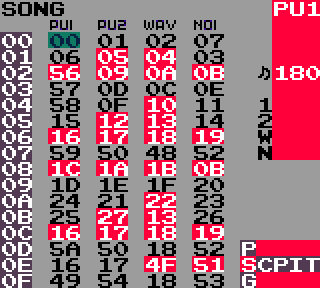 SONG PU1
PU1 PU2 WAV NOI
00 00 01 02 07
01 06 05 04 03
02 56 09 0A 0B ♫180
03 57 0D 0C 0E
04 58 0F 10 11 1
05 15 12 13 14 2
06 16 17 18 19 W
07 59 50 48 52 N
08 1C 1A 1B 0B
09 1D 1E 1F 20
0A 24 21 22 23
0B 25 27 13 26
0C 16 17 18 19
0D 5A 50 18 52 P
0E 16 17 4F 51 SCPIT
0F 49 54 18 53 G